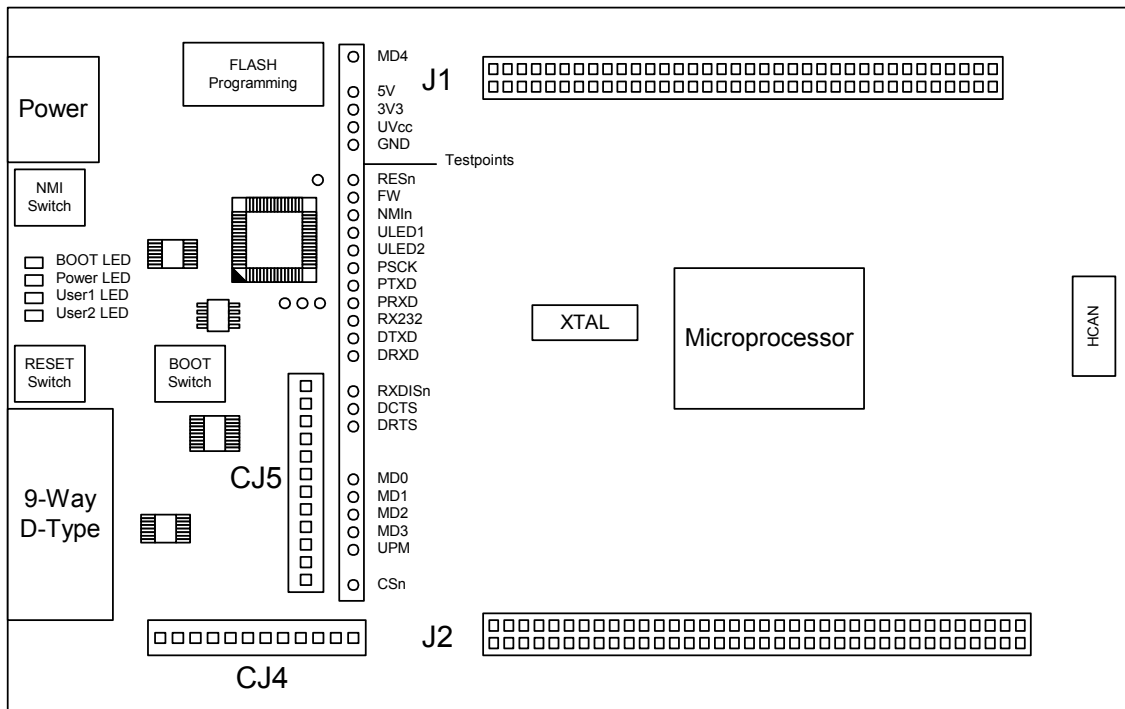 FLASH
Programming
MD4
J1
Power
5V
3V3
UVcc
GND
Testpoints
NMI
Switch
RESn
FW
NMIn
ULED1
ULED2
PSCK
PTXD
PRXD
RX232
DTXD
DRXD
BOOT LED
Power LED
User1 LED
User2 LED
XTAL
Microprocessor
HCAN
RESET
Switch
BOOT
Switch
RXDISn
DCTS
DRTS
CJ5
9-Way
D-Type
MD0
MD1
MD2
MD3
UPM
CSn
J2
CJ4